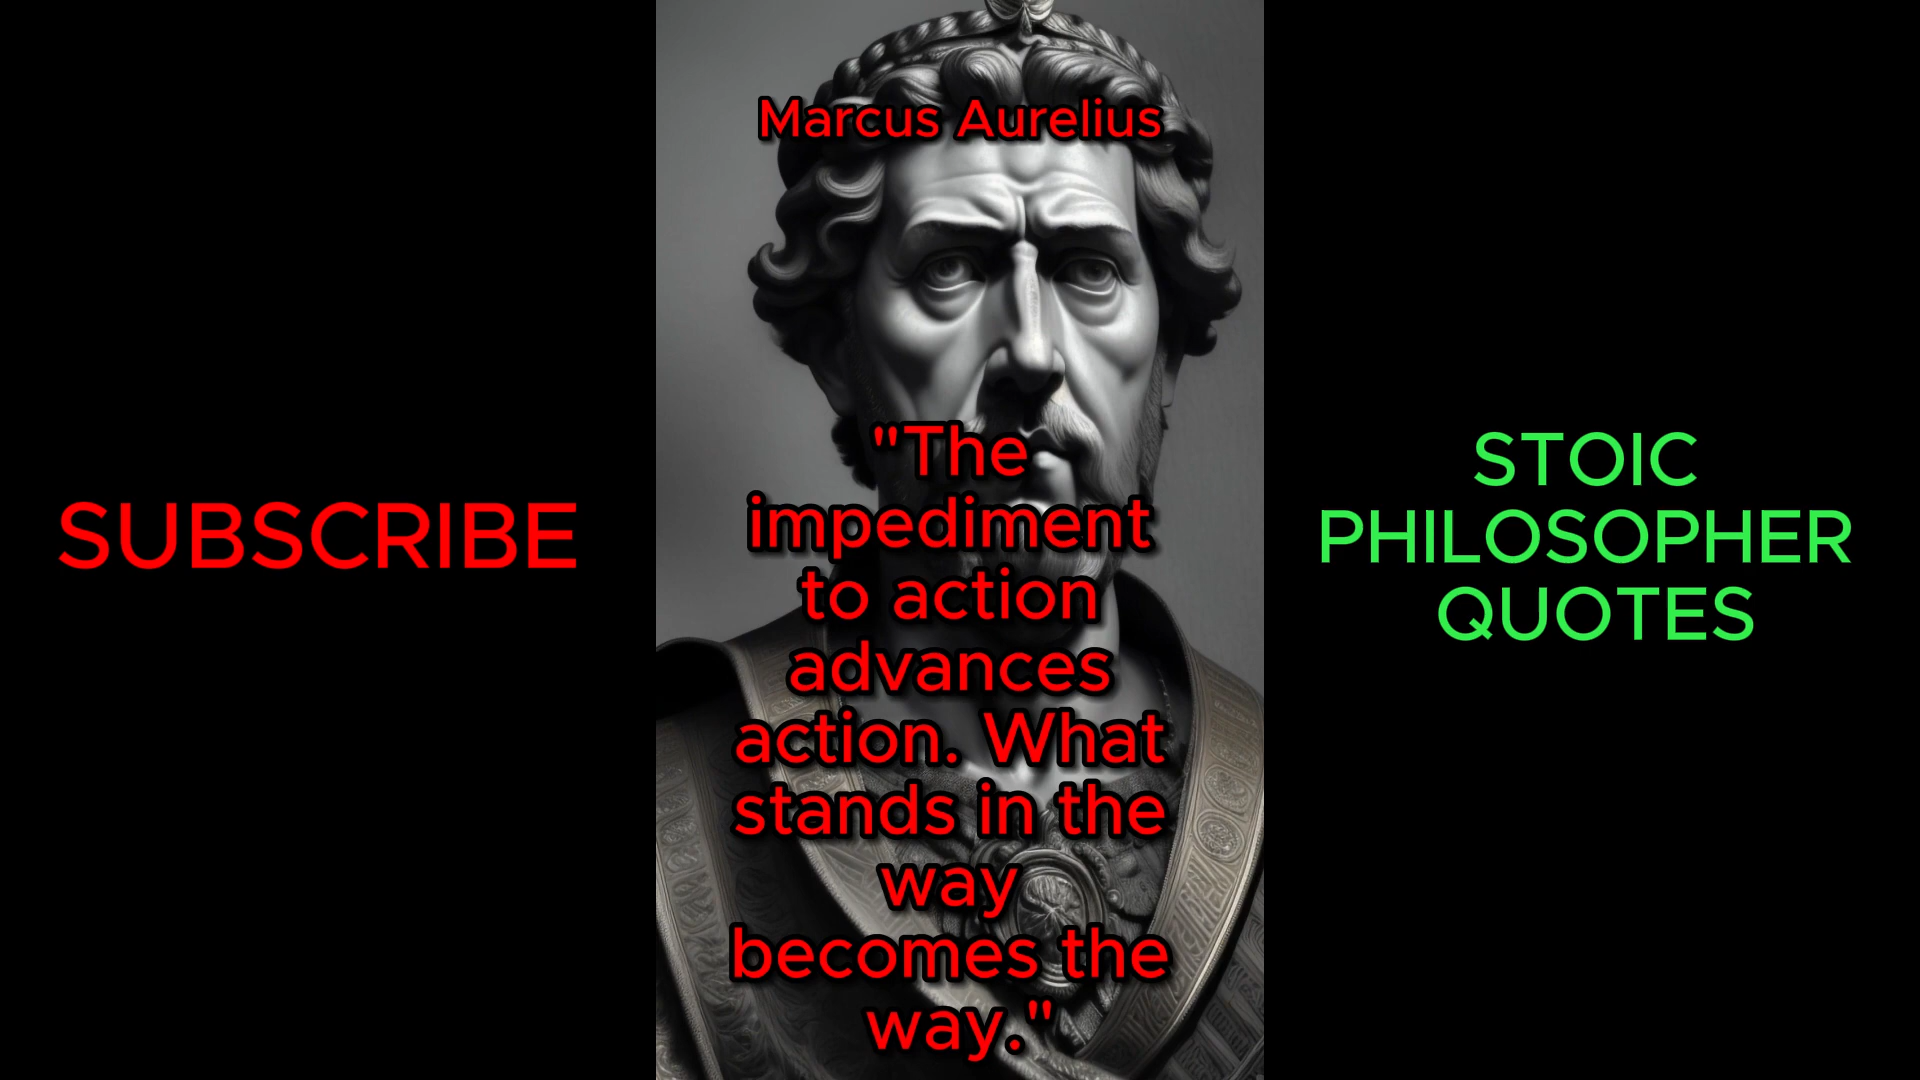 SUBSCRIBE
Marcus Aurelius
"The
impediment
to action
advances
action. What
stands in the
way
becomes the
way."
STOIC
PHILOSOPHER
QUOTES